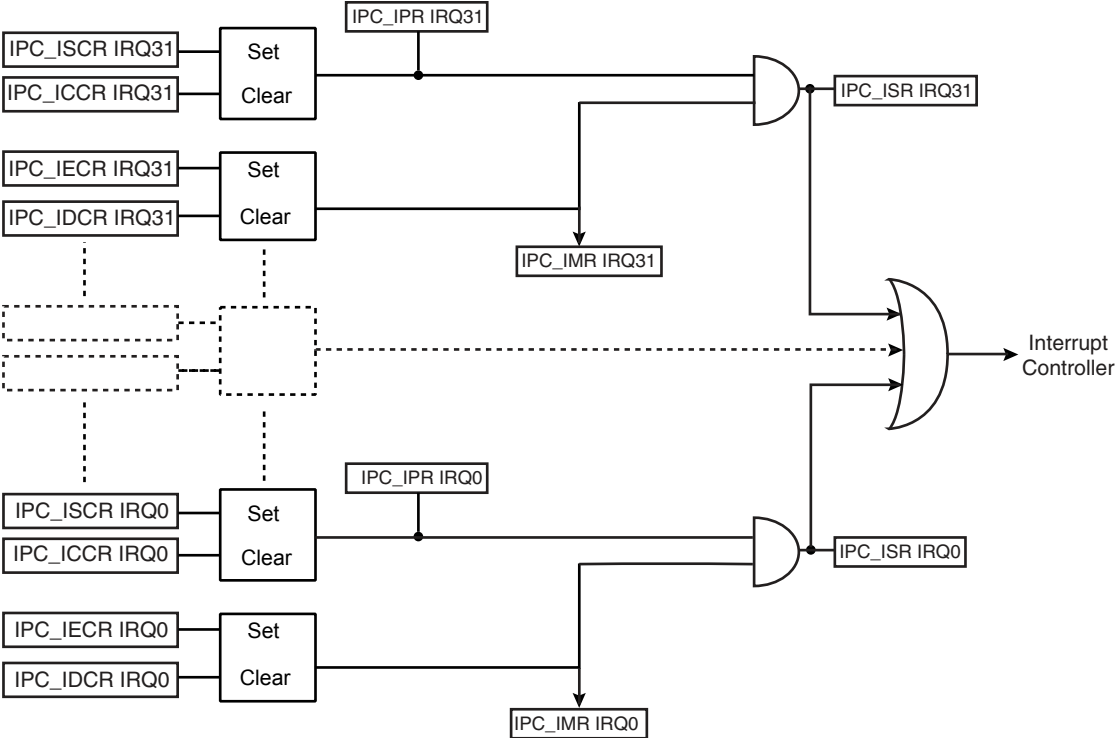 IPC_IPR IRQ31
IPC_ISCR IRQ31
Set
IPC_ICCR IRQ31
Clear
IPC_ISR IRQ31
IPC_IECR IRQ31
Set
IPC_IDCR IRQ31
Clear
IPC_IMR IRQ31
Interrupt
Controller
IPC_IPR IRQ0
IPC_ISCR IRQ0
Set
IPC_ICCR IRQ0
Clear
IPC_ISR IRQ0
IPC_IECR IRQ0
Set
IPC_IDCR IRQ0
Clear
IPC_IMR IRQ0